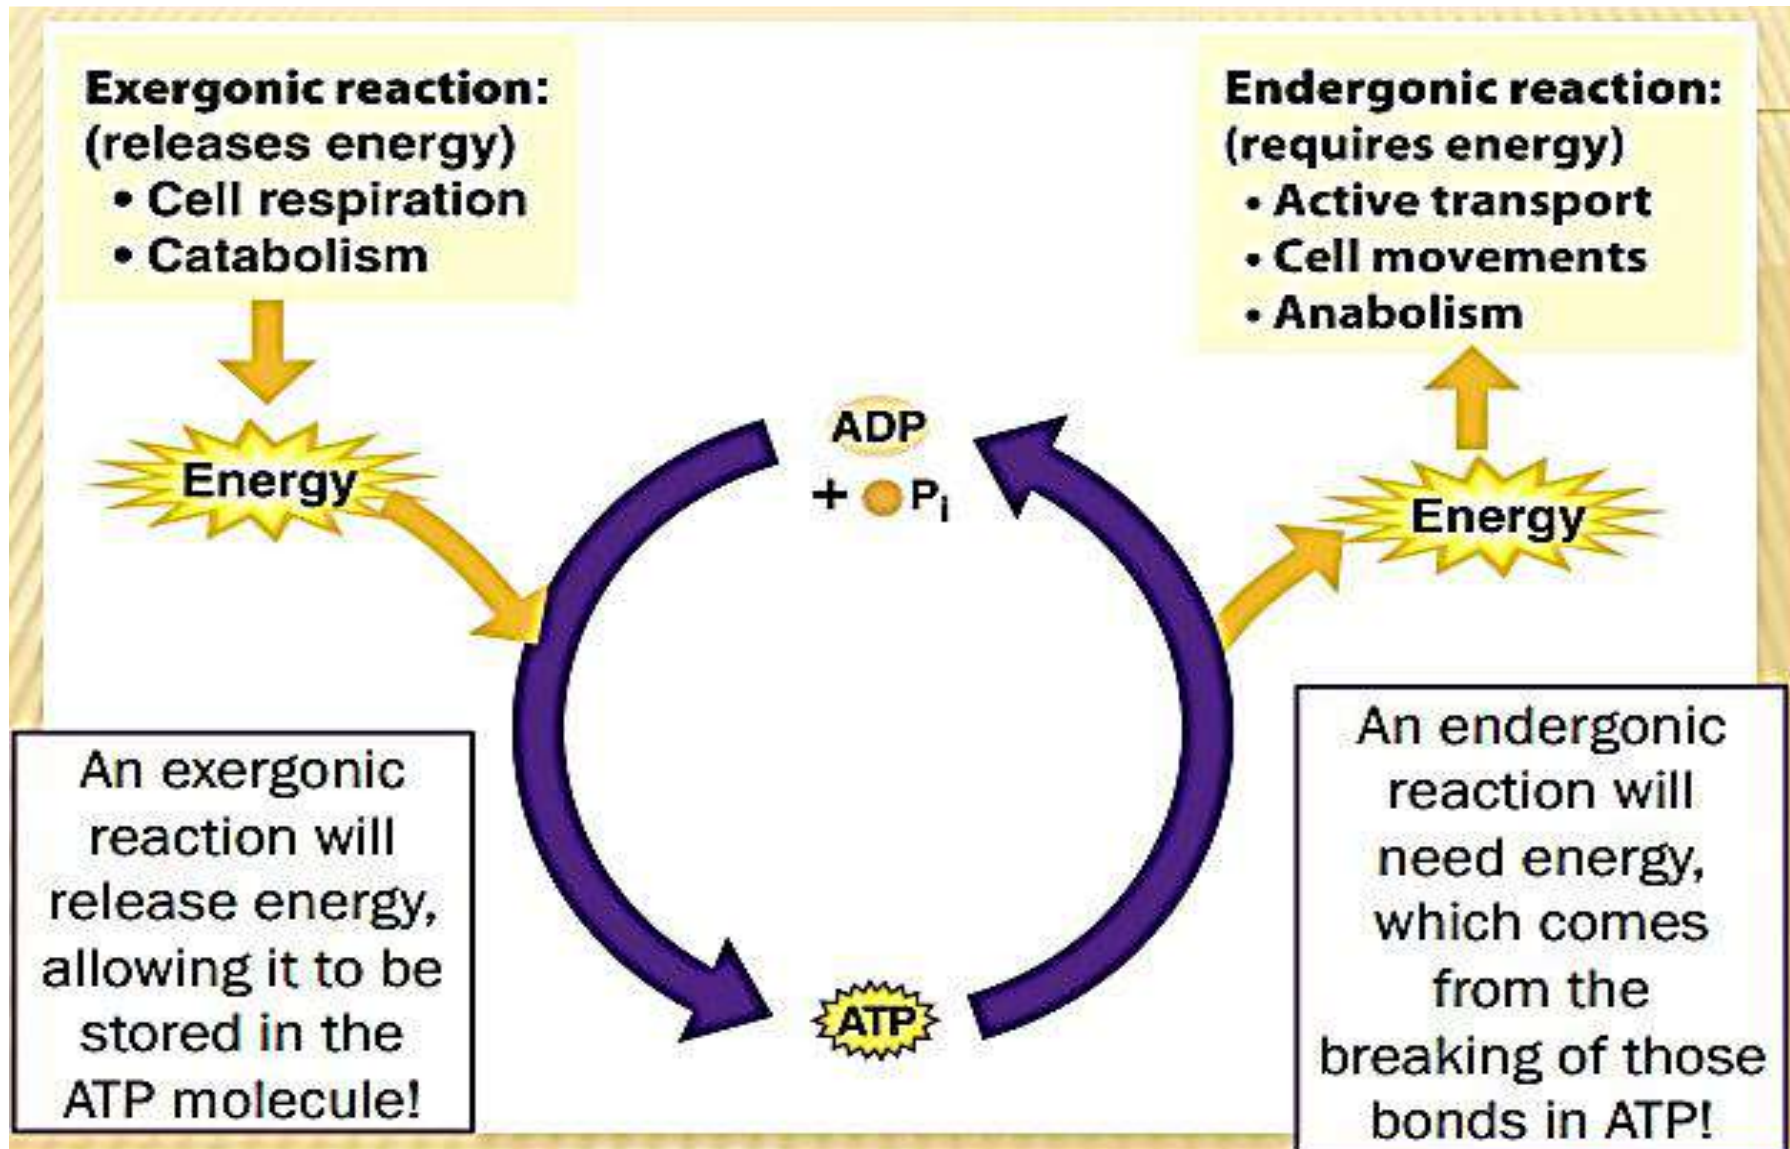 Exergonic reaction:
(releases energy)
• Cell respiration
• Catabolism
Endergonic reaction:
(requires energy)
• Active transport
• Cell movements
• Anabolism
Energy
ADP
+ Pi
Energy
ATP
An exergonic
reaction will
release energy,
allowing it to be
stored in the
ATP molecule!
An endergonic
reaction will
need energy,
which comes
from the
breaking of those
bonds in ATP!